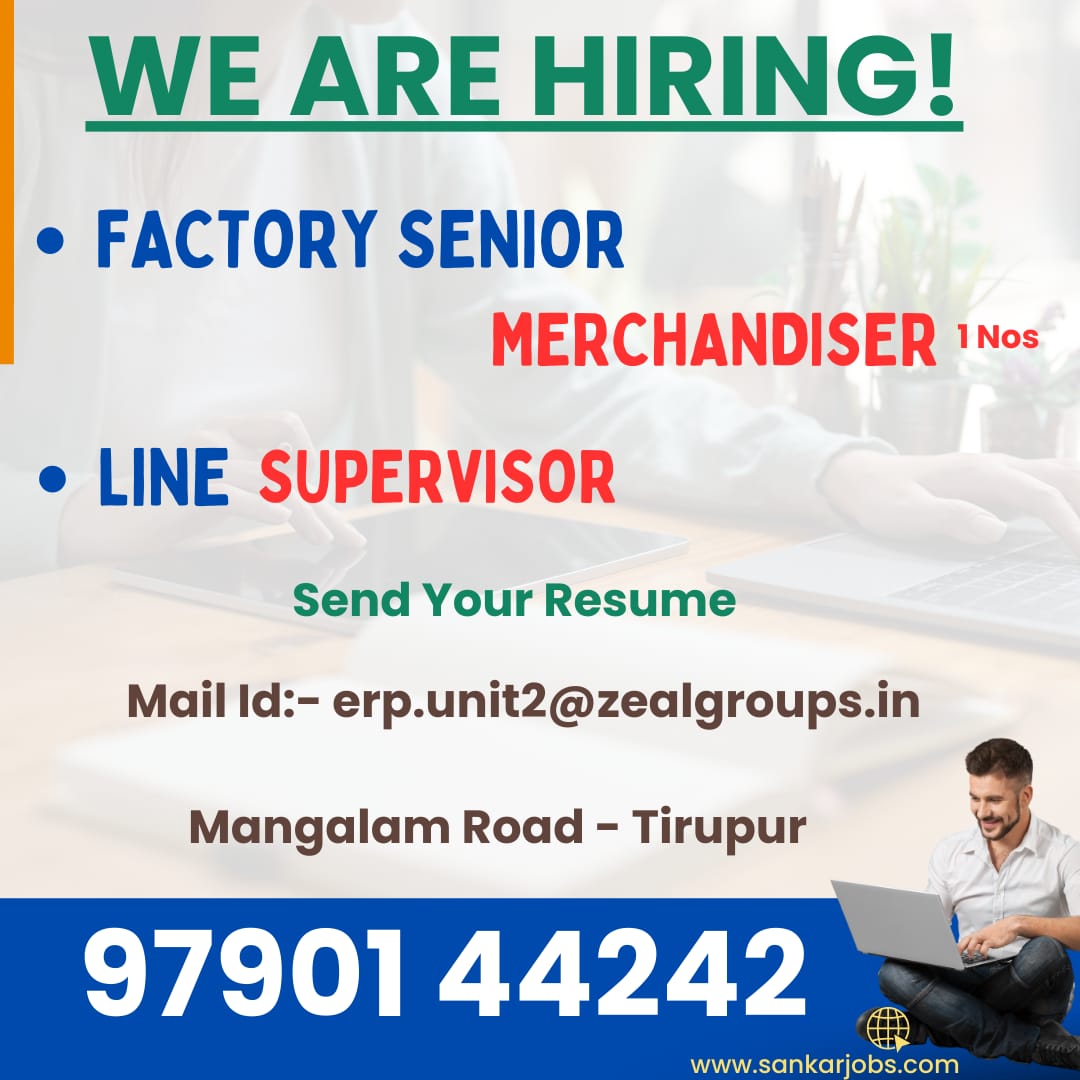 WE ARE HIRING!
• FACTORY SENIOR
MERCHANDISER 1 Nos
• LINE SUPERVISOR
Send Your Resume
Mail Id:- erp.unit2@zealgroups.in
Mangalam Road - Tirupur
97901 44242
www.sankarjobs.com